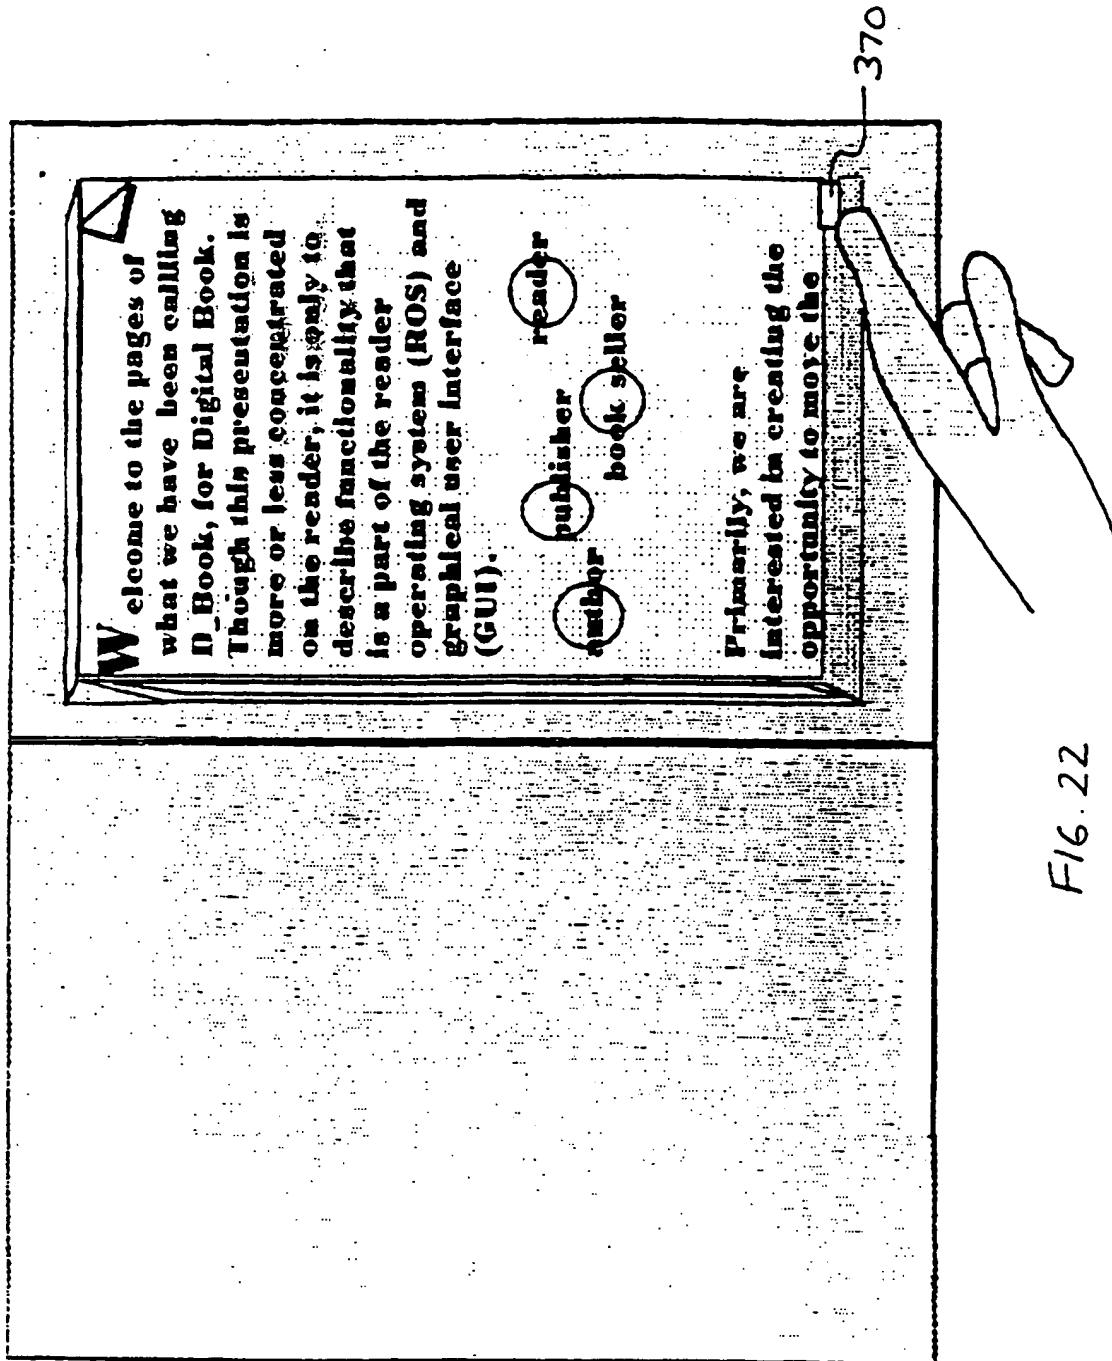 Welcome to the pages of
what we have been callling
D_Book, for Digital Book.
Though this presentation is
more or less concentrated
on the reader, it is only to
describe functionality that
is a part of the reader
operating system (ROS) and
graphical user interface
(GUI).
author
publisher
book seller
reader
Primarily, we are
interested in creating the
opportunity to move the
370
FIG. 22